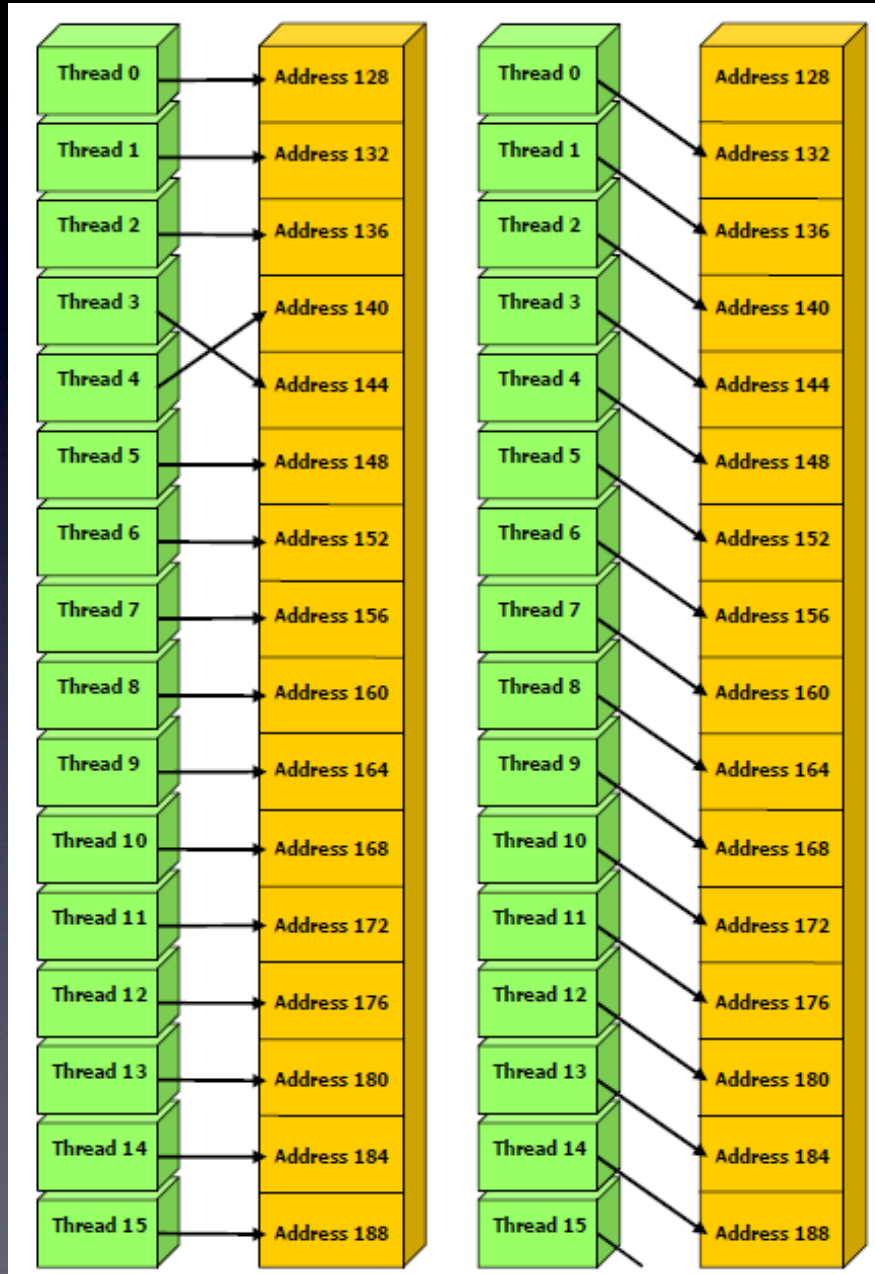 Thread 0 Address 128 Thread 0 Address 128
Thread 1 Address 132 Thread 1 Address 132
Thread 2 Address 136 Thread 2 Address 136
Thread 3 Address 140 Thread 3 Address 140
Thread 4 Address 144 Thread 4 Address 144
Thread 5 Address 148 Thread 5 Address 148
Thread 6 Address 152 Thread 6 Address 152
Thread 7 Address 156 Thread 7 Address 156
Thread 8 Address 160 Thread 8 Address 160
Thread 9 Address 164 Thread 9 Address 164
Thread 10 Address 168 Thread 10 Address 168
Thread 11 Address 172 Thread 11 Address 172
Thread 12 Address 176 Thread 12 Address 176
Thread 13 Address 180 Thread 13 Address 180
Thread 14 Address 184 Thread 14 Address 184
Thread 15 Address 188 Thread 15 Address 188